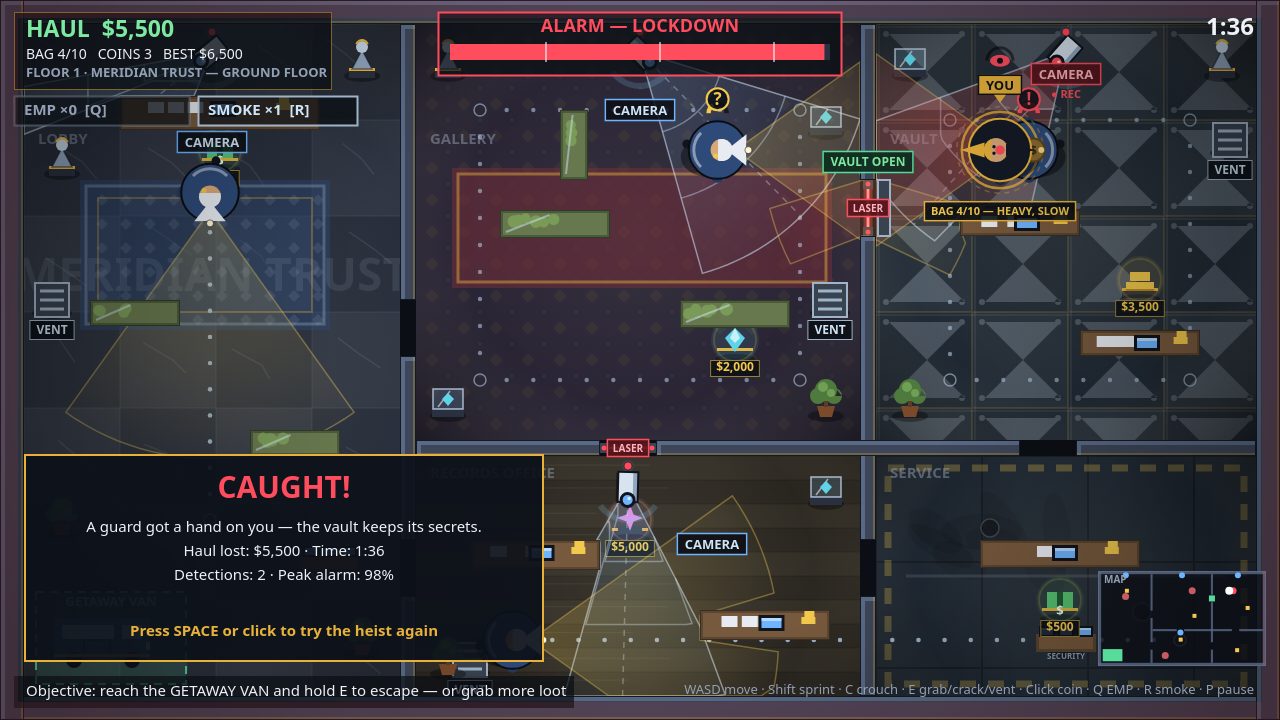 HAUL $5,500
BAG 4/10 COINS 3 BEST $6,500
FLOOR 1 · MERIDIAN TRUST — GROUND FLOOR
EMP ×0 [Q]
SMOKE ×1 [R]
ALARM — LOCKDOWN
1:36
LOBBY
CAMERA
GALLERY
CAMERA
?
VAULT
YOU
!
CAMERA
REC
VAULT OPEN
LASER
BAG 4/10 — HEAVY, SLOW
VENT
MERIDIAN TRUST
VENT
VENT
$2,000
$3,500
LASER
RECORDS OFFICE
SERVICE
CAMERA
$5,000
$
$500
SECURITY
MAP
CAUGHT!
A guard got a hand on you — the vault keeps its secrets.
Haul lost: $5,500 · Time: 1:36
Detections: 2 · Peak alarm: 98%
GETAWAY VAN
Press SPACE or click to try the heist again
VENT
Objective: reach the GETAWAY VAN and hold E to escape — or grab more loot
WASD move · Shift sprint · C crouch · E grab/crack/vent · Click coin · Q EMP · R smoke · P pause